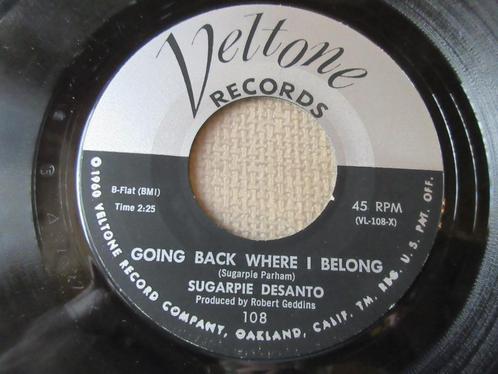 Veltone
RECORDS
B-Flat (BMI)
Time 2:25
45 RPM
(VL-108-X)
GOING BACK WHERE I BELONG
(Sugarpie Parham)
SUGARPIE DESANTO
Produced by Robert Geddins
108
©1960 VELTONE RECORD COMPANY, OAKLAND, CALIF. TM. REG. U.S. PAT. OFF.